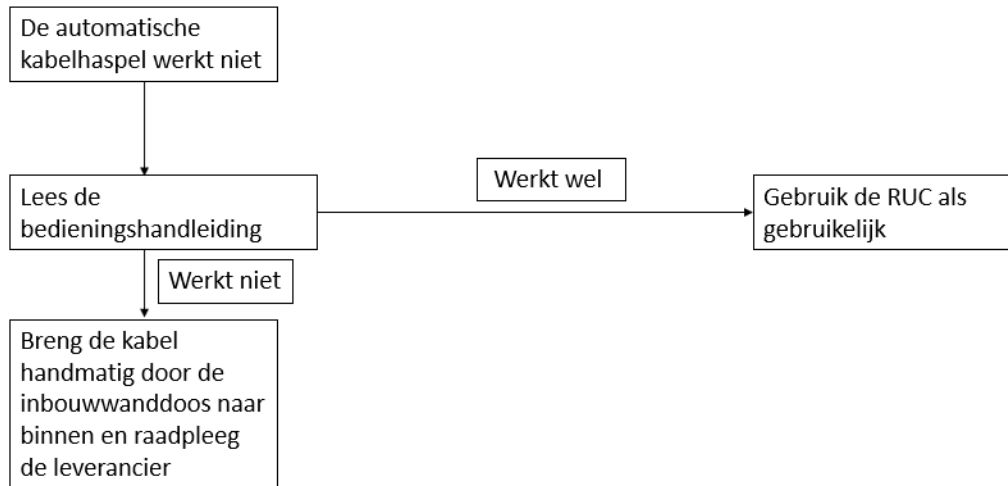 De automatische
kabelhaspel werkt niet
Lees de
bedieningshandleiding
Werkt wel
Gebruik de RUC als
gebruikelijk
Werkt niet
Breng de kabel
handmatig door de
inbouwwanddoos naar
binnen en raadpleeg
de leverancier